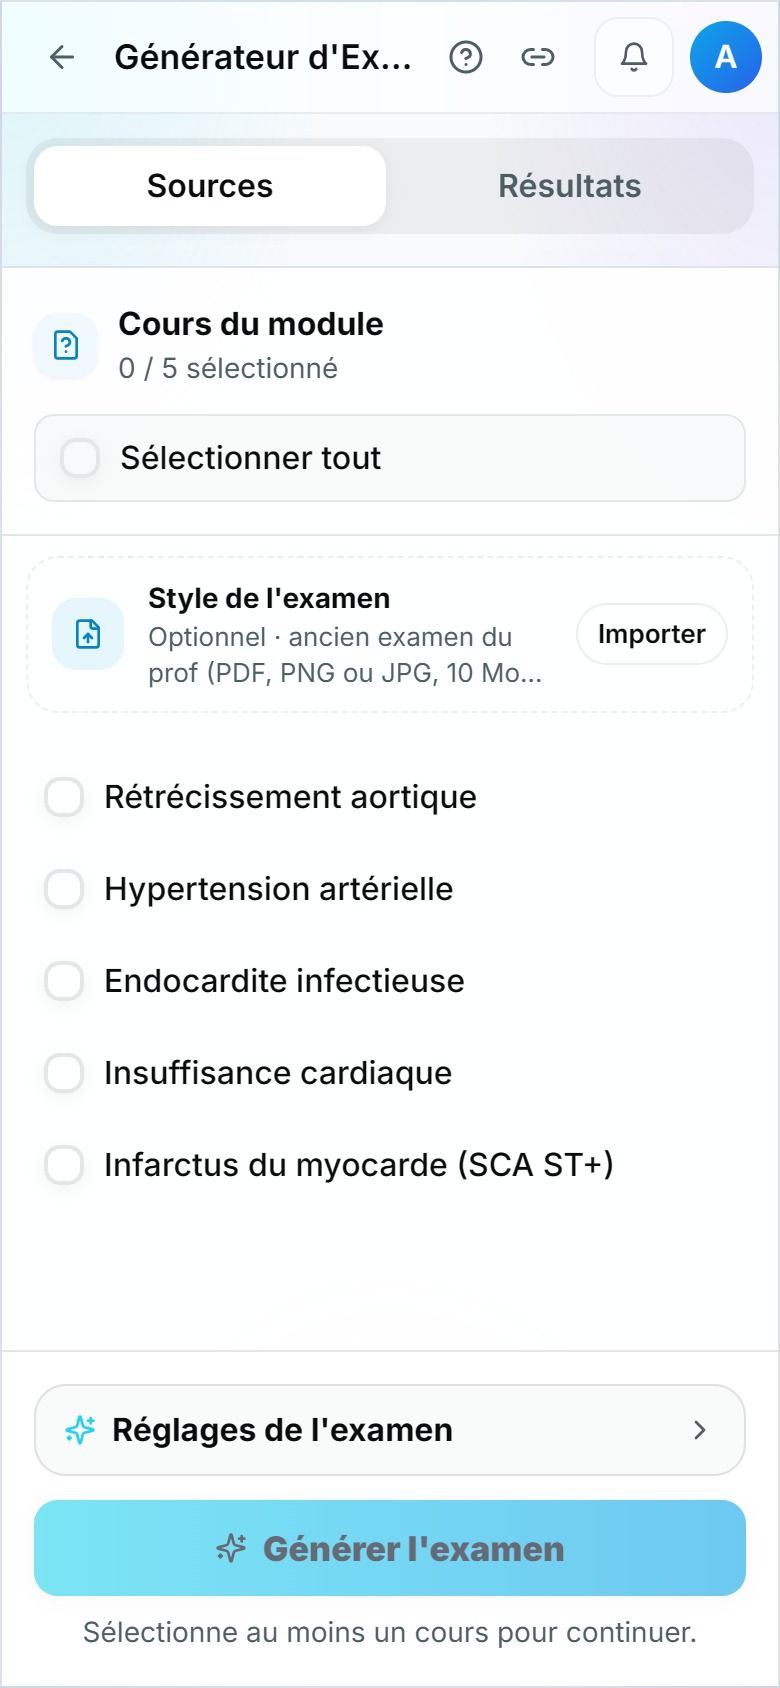 Générateur d'Ex...
A
Sources
Résultats
Cours du module
0 / 5 sélectionné
Sélectionner tout
Style de l'examen
Optionnel · ancien examen du
prof (PDF, PNG ou JPG, 10 Mo...
Importer
Rétrécissement aortique
Hypertension artérielle
Endocardite infectieuse
Insuffisance cardiaque
Infarctus du myocarde (SCA ST+)
Réglages de l'examen
Générer l'examen
Sélectionne au moins un cours pour continuer.